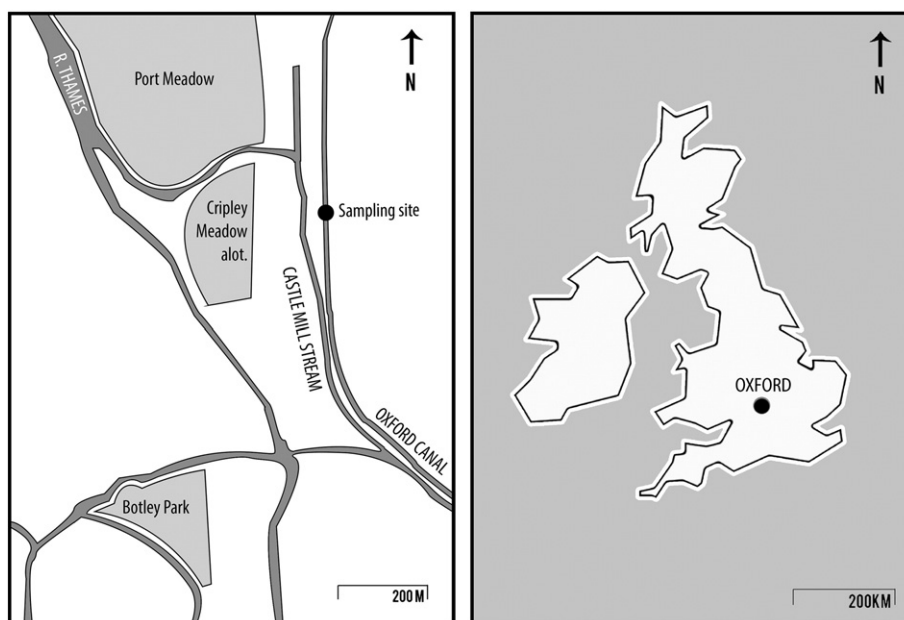 R. THAMES
Port Meadow
N
Cripley
Meadow
alot.
Sampling site
CASTLE MILL STREAM
OXFORD CANAL
Botley Park
200 M
N
OXFORD
200KM